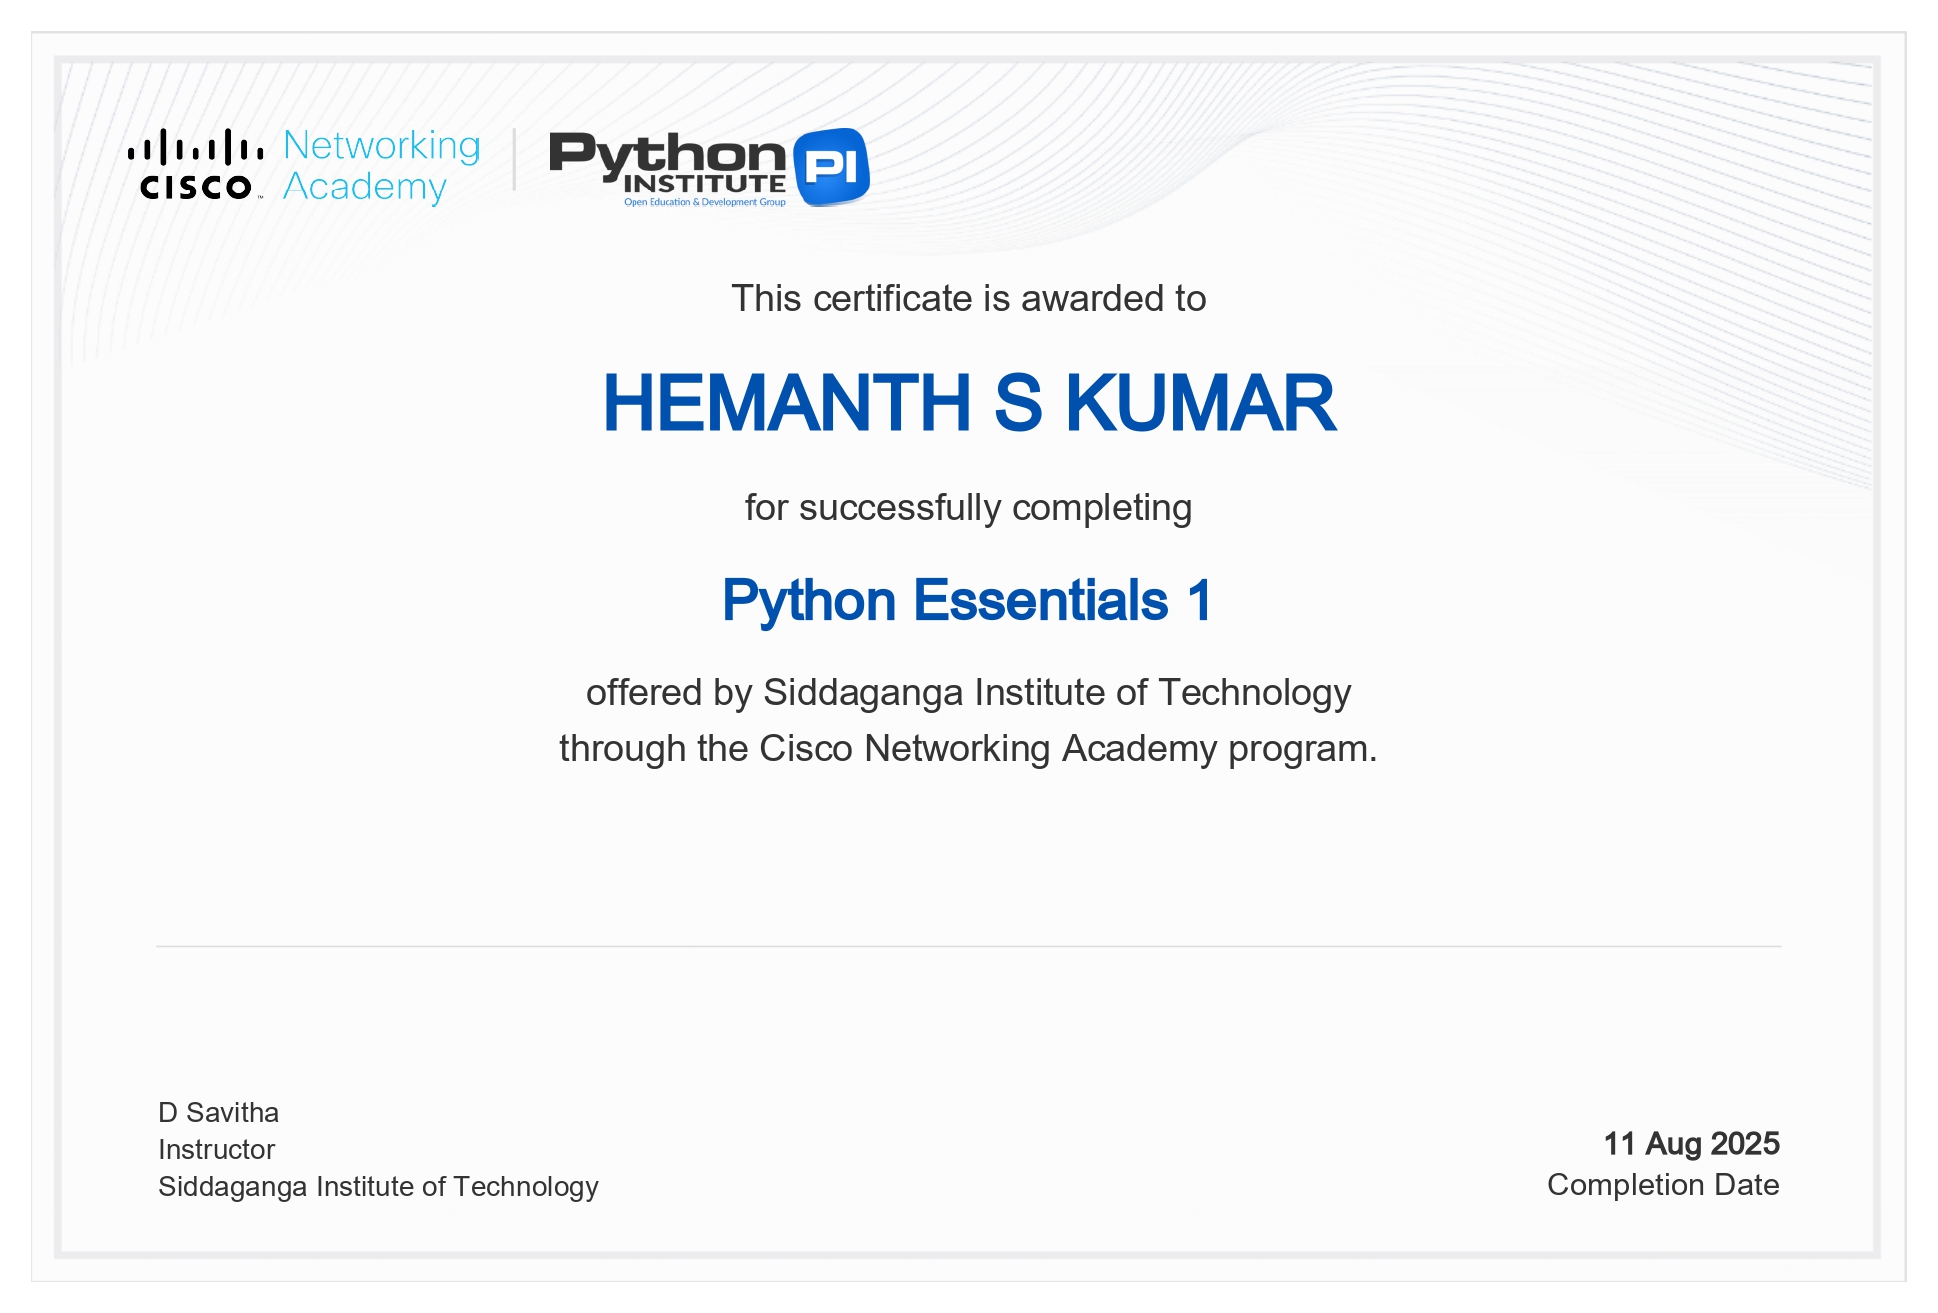 CISCO™ Networking Academy
Python INSTITUTE PI
Open Education & Development Group
This certificate is awarded to
HEMANTH S KUMAR
for successfully completing
Python Essentials 1
offered by Siddaganga Institute of Technology
through the Cisco Networking Academy program.
D Savitha
Instructor
Siddaganga Institute of Technology
11 Aug 2025
Completion Date